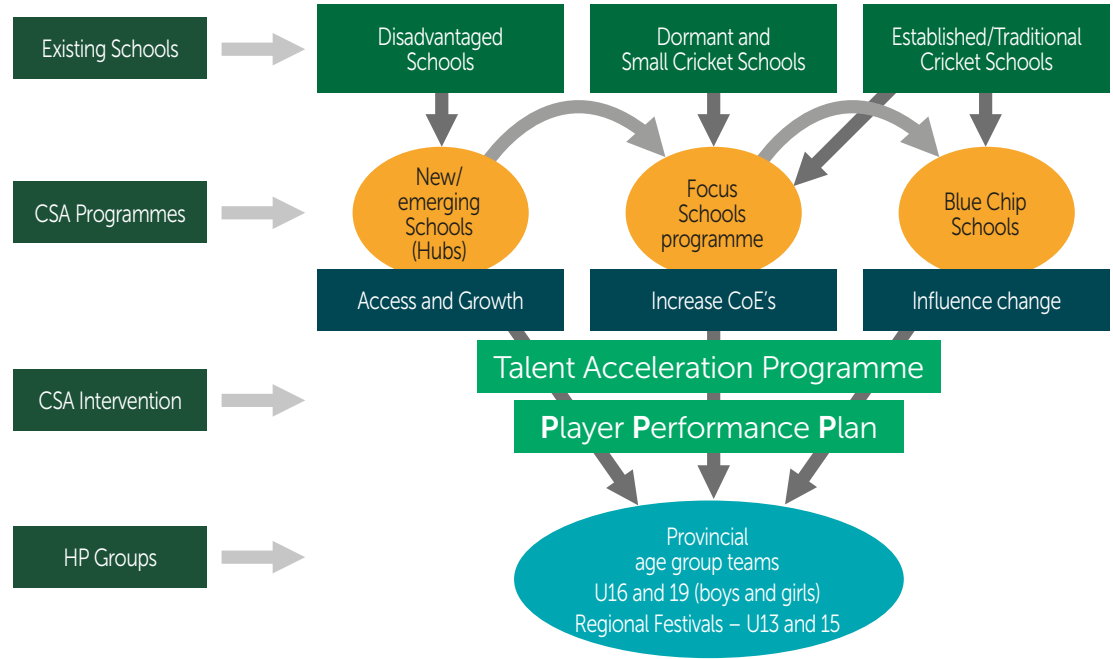 Existing Schools
Disadvantaged
Schools
Dormant and
Small Cricket Schools
Established/Traditional
Cricket Schools
CSA Programmes
New/
emerging
Schools
(Hubs)
Focus
Schools
programme
Blue Chip
Schools
Access and Growth
Increase CoE's
Influence change
CSA Intervention
Talent Acceleration Programme
Player Performance Plan
HP Groups
Provincial
age group teams
U16 and 19 (boys and girls)
Regional Festivals – U13 and 15